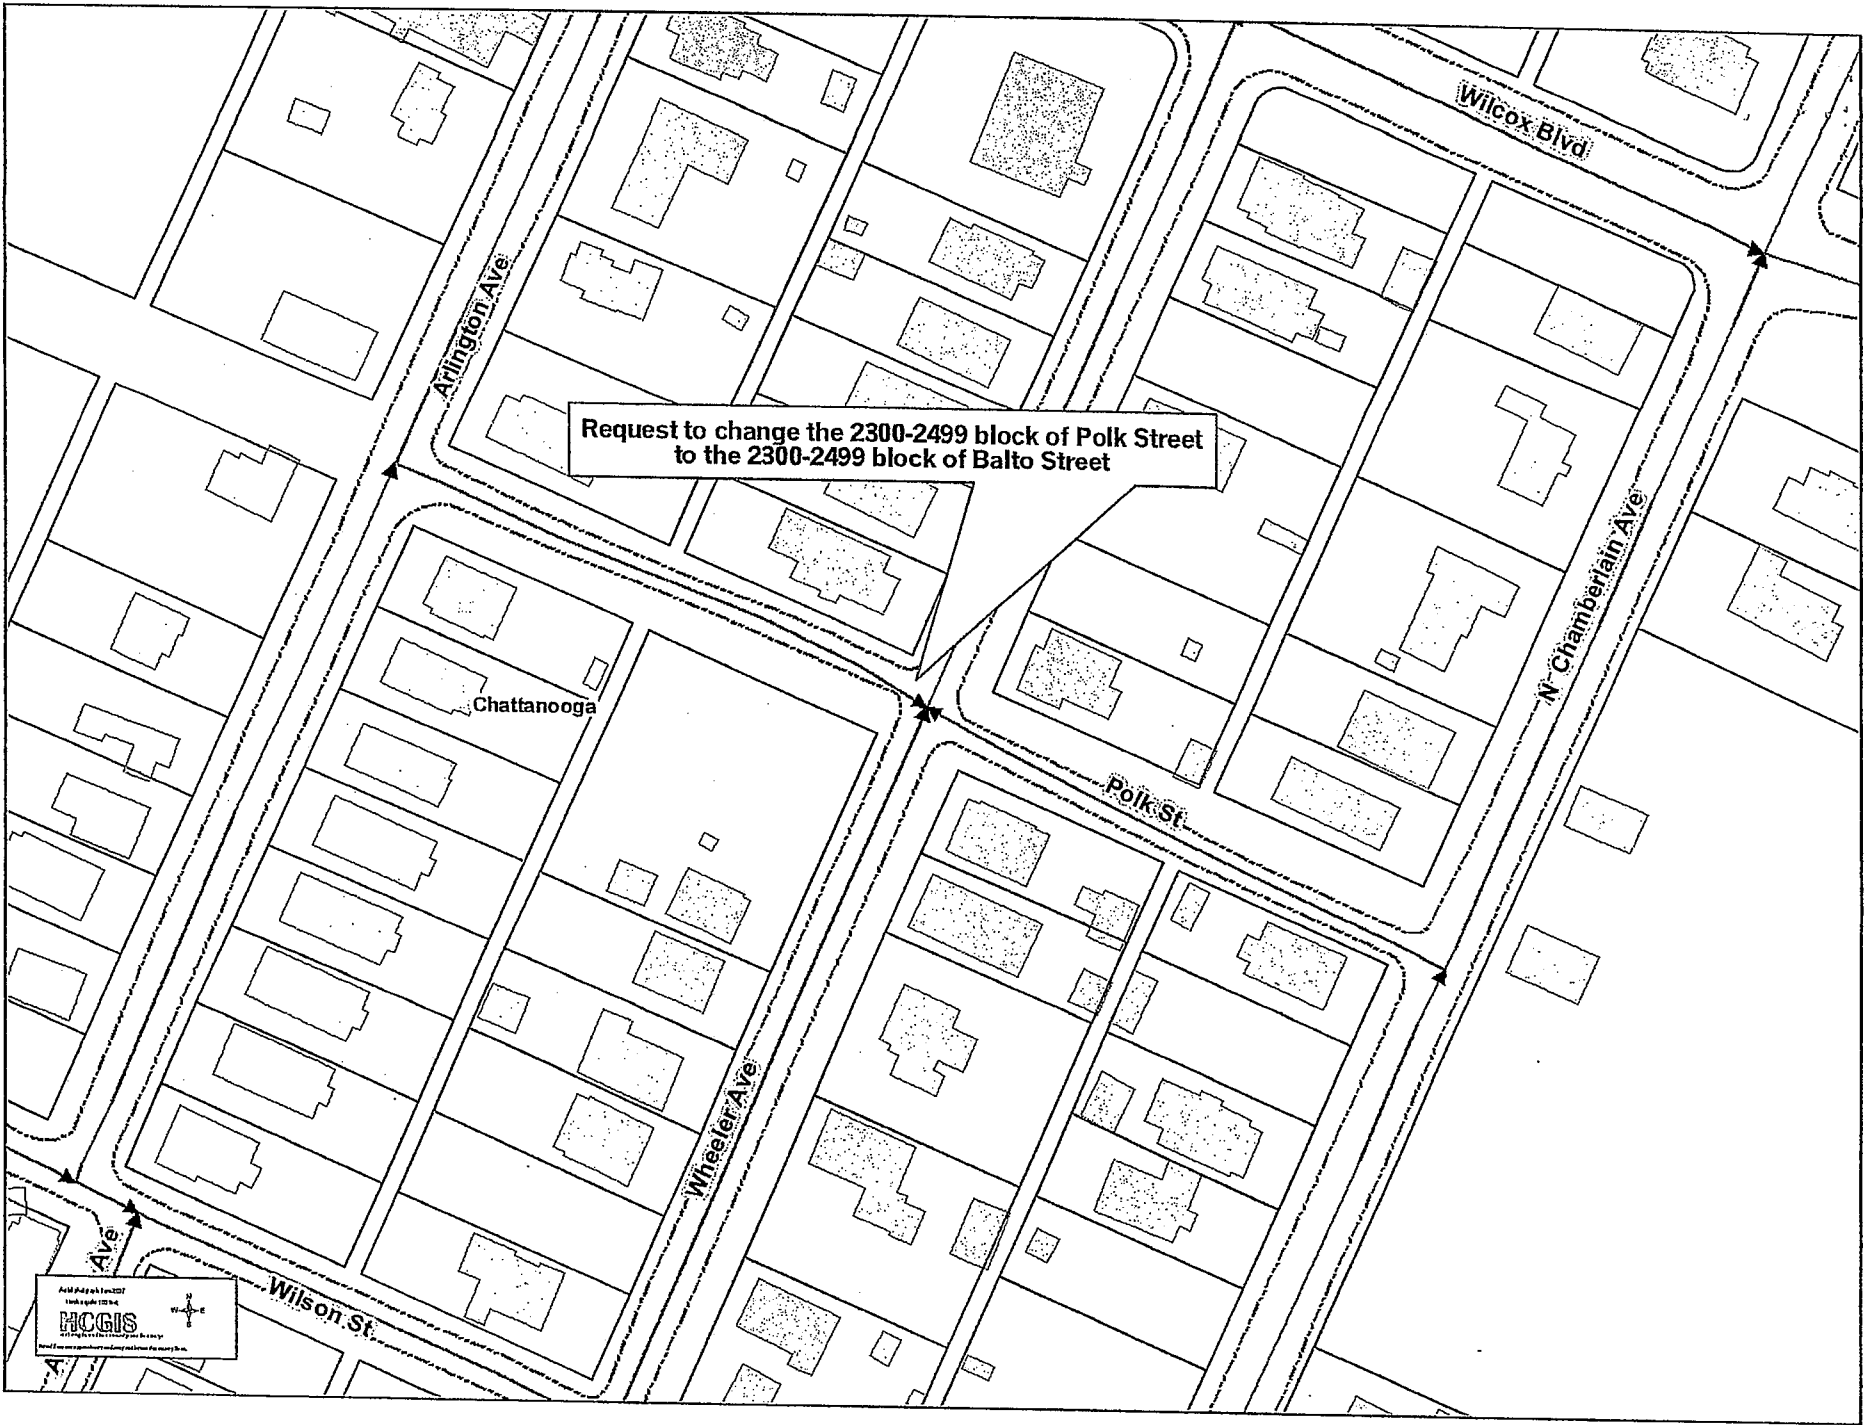 Wilcox Blvd
Arlington Ave
Request to change the 2300-2499 block of Polk Street
to the 2300-2499 block of Balto Street
N Chamberlain Ave
Chattanooga
Polk St
Wheeler Ave
Ave
Wilson St
N
W E
S
HCGIS
A